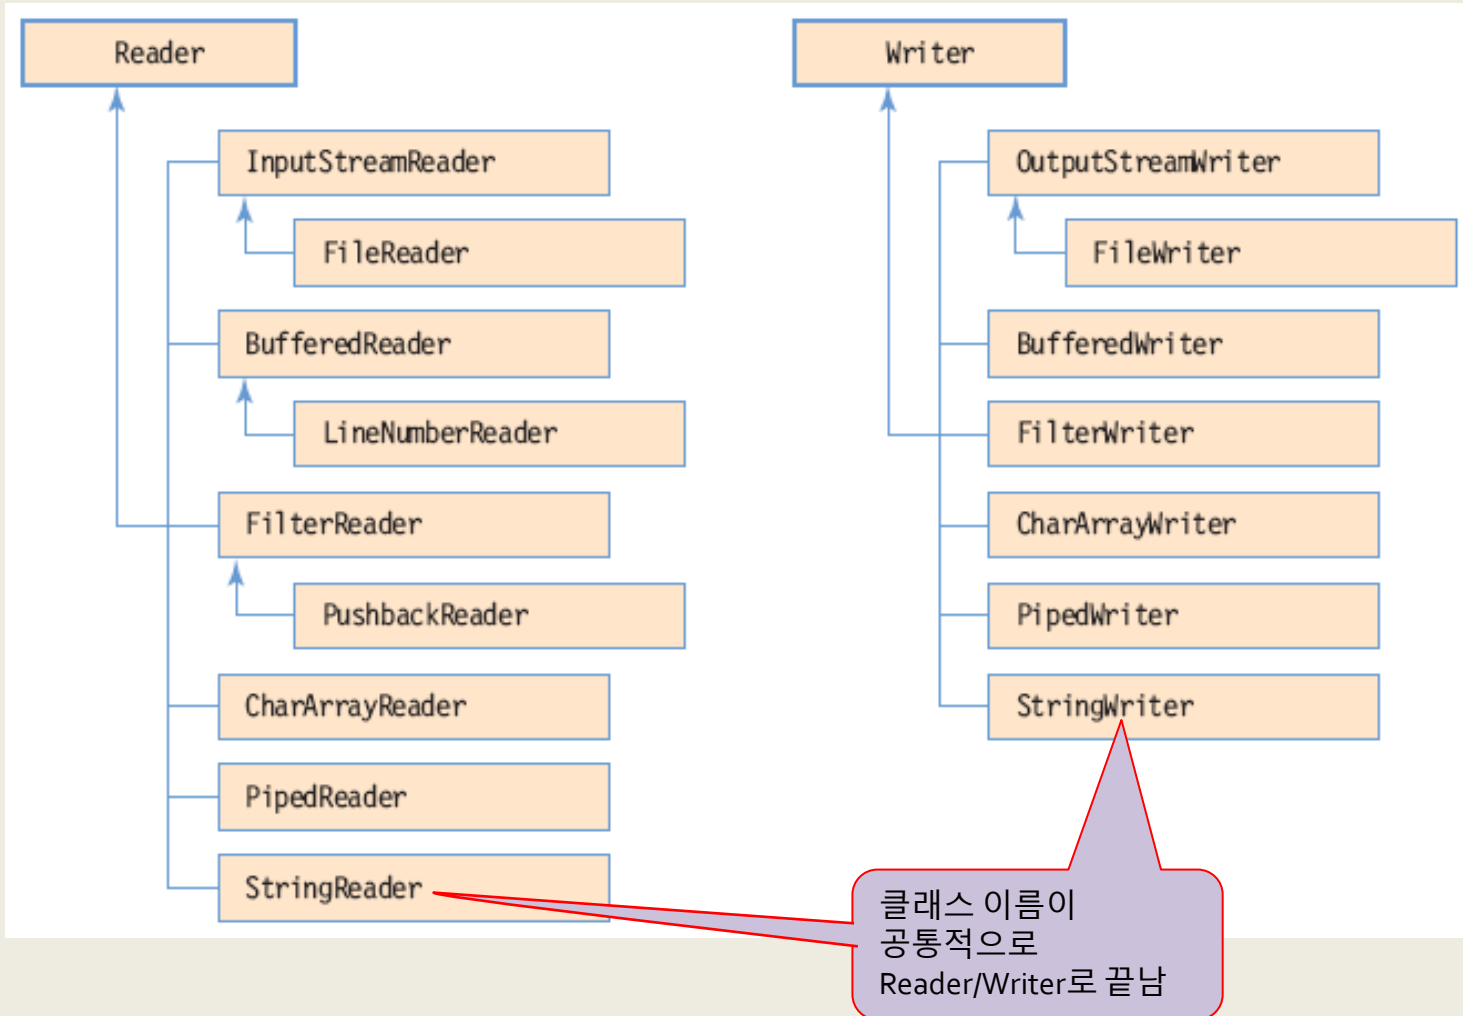 Reader
InputStreamReader
FileReader
BufferedReader
LineNumberReader
FilterReader
PushbackReader
CharArrayReader
PipedReader
StringReader
Writer
OutputStreamWriter
FileWriter
BufferedWriter
FilterWriter
CharArrayWriter
PipedWriter
StringWriter
클래스 이름이
공통적으로
Reader/Writer로 끝남